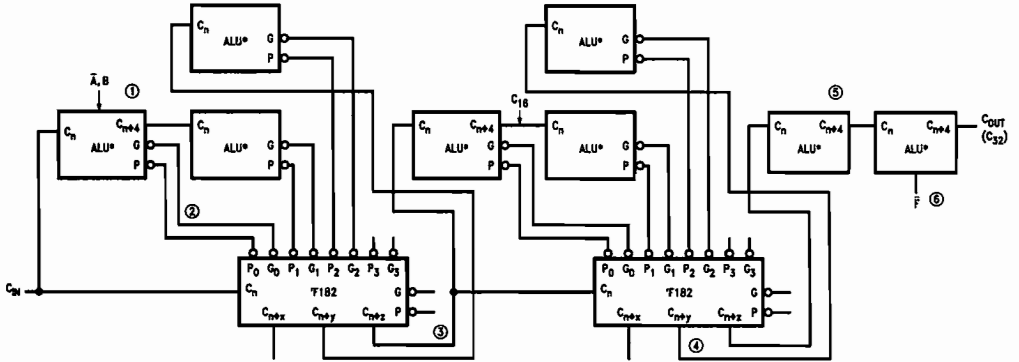 Cn ALU* G P
Ā, B ①
Cn Cn+4 ALU* G P
Cn ALU* G P
②
P0 G0 P1 G1 P2 G2 P3 G3
CIN Cn 'F182 G P
Cn+x Cn+y Cn+z ③
Cn ALU* G P
C16
Cn Cn+4 ALU* G P
Cn ALU* G P
P0 G0 P1 G1 P2 G2 P3 G3
Cn 'F182 G P
Cn+x Cn+y Cn+z
④
⑤
Cn Cn+4 ALU*
Cn Cn+4 ALU*
COUT
(C32)
F̄ ⑥